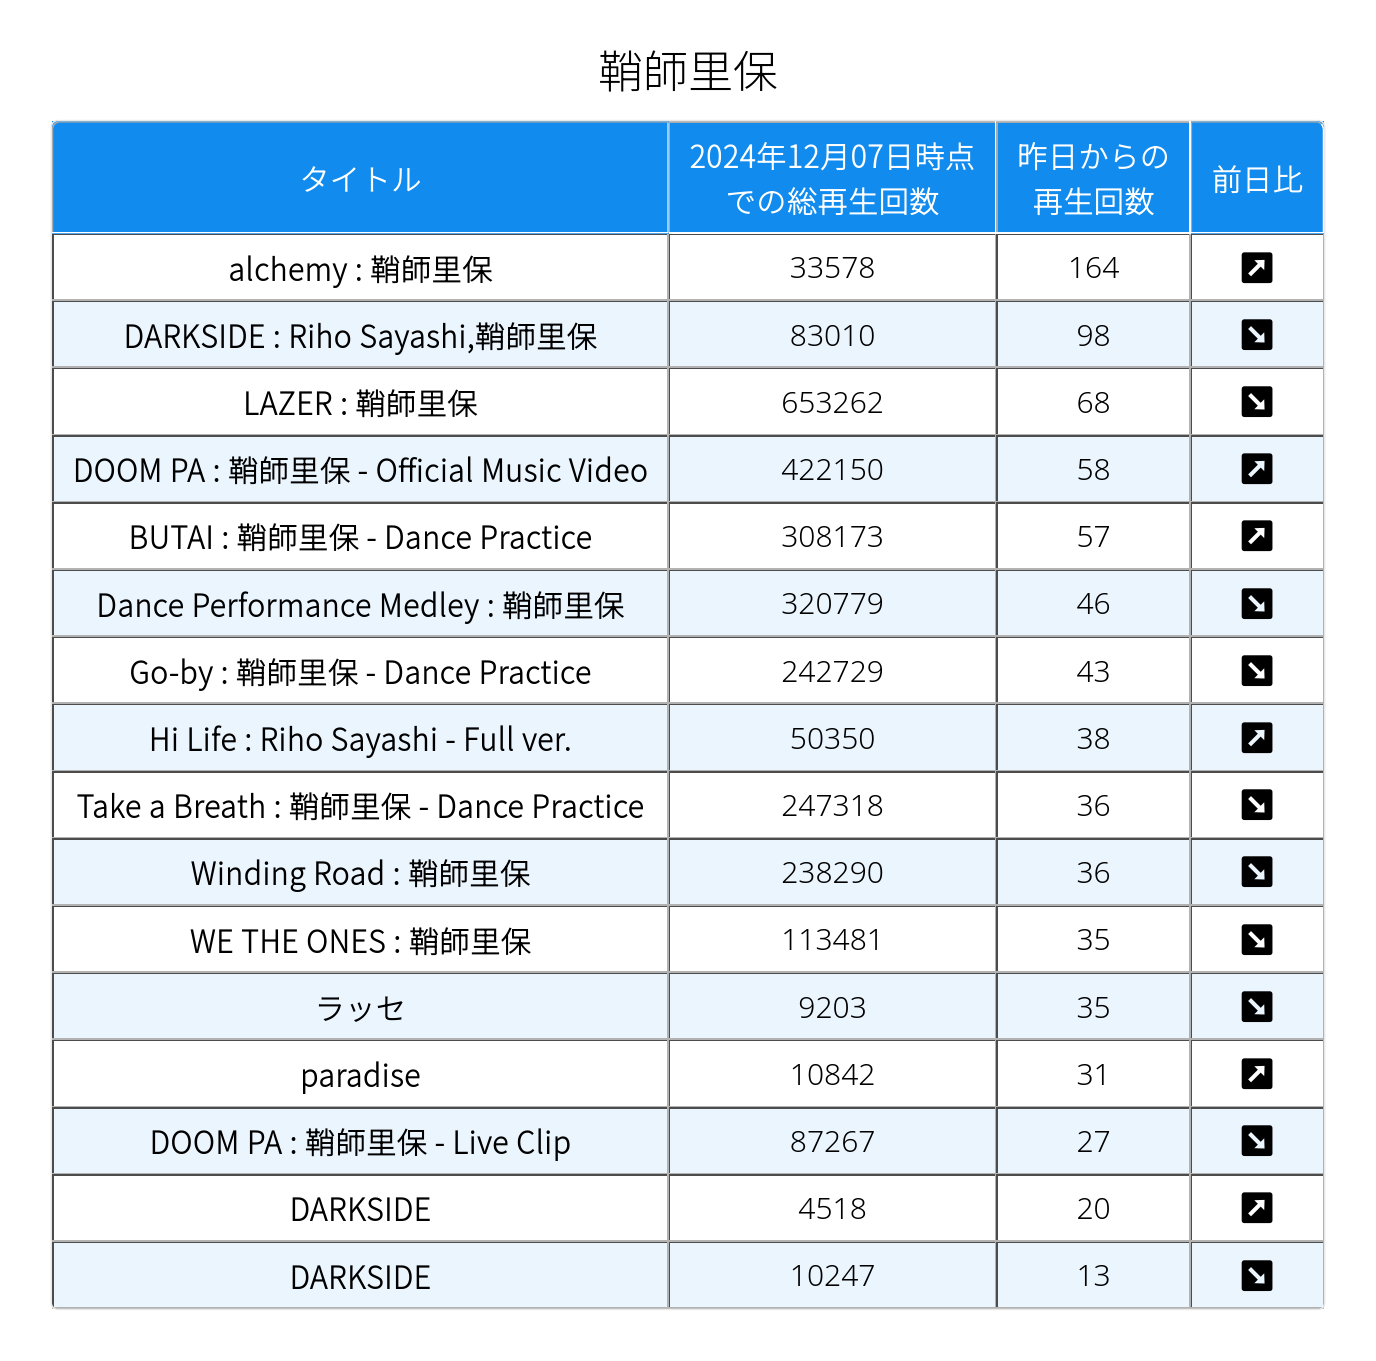 鞘師里保
タイトル 2024年12月07日時点での総再生回数 昨日からの再生回数 前日比
alchemy : 鞘師里保 33578 164 ↗
DARKSIDE : Riho Sayashi,鞘師里保 83010 98 ↘
LAZER : 鞘師里保 653262 68 ↘
DOOM PA : 鞘師里保 - Official Music Video 422150 58 ↗
BUTAI : 鞘師里保 - Dance Practice 308173 57 ↗
Dance Performance Medley : 鞘師里保 320779 46 ↘
Go-by : 鞘師里保 - Dance Practice 242729 43 ↘
Hi Life : Riho Sayashi - Full ver. 50350 38 ↗
Take a Breath : 鞘師里保 - Dance Practice 247318 36 ↘
Winding Road : 鞘師里保 238290 36 ↘
WE THE ONES : 鞘師里保 113481 35 ↘
ラッセ 9203 35 ↘
paradise 10842 31 ↗
DOOM PA : 鞘師里保 - Live Clip 87267 27 ↘
DARKSIDE 4518 20 ↗
DARKSIDE 10247 13 ↘